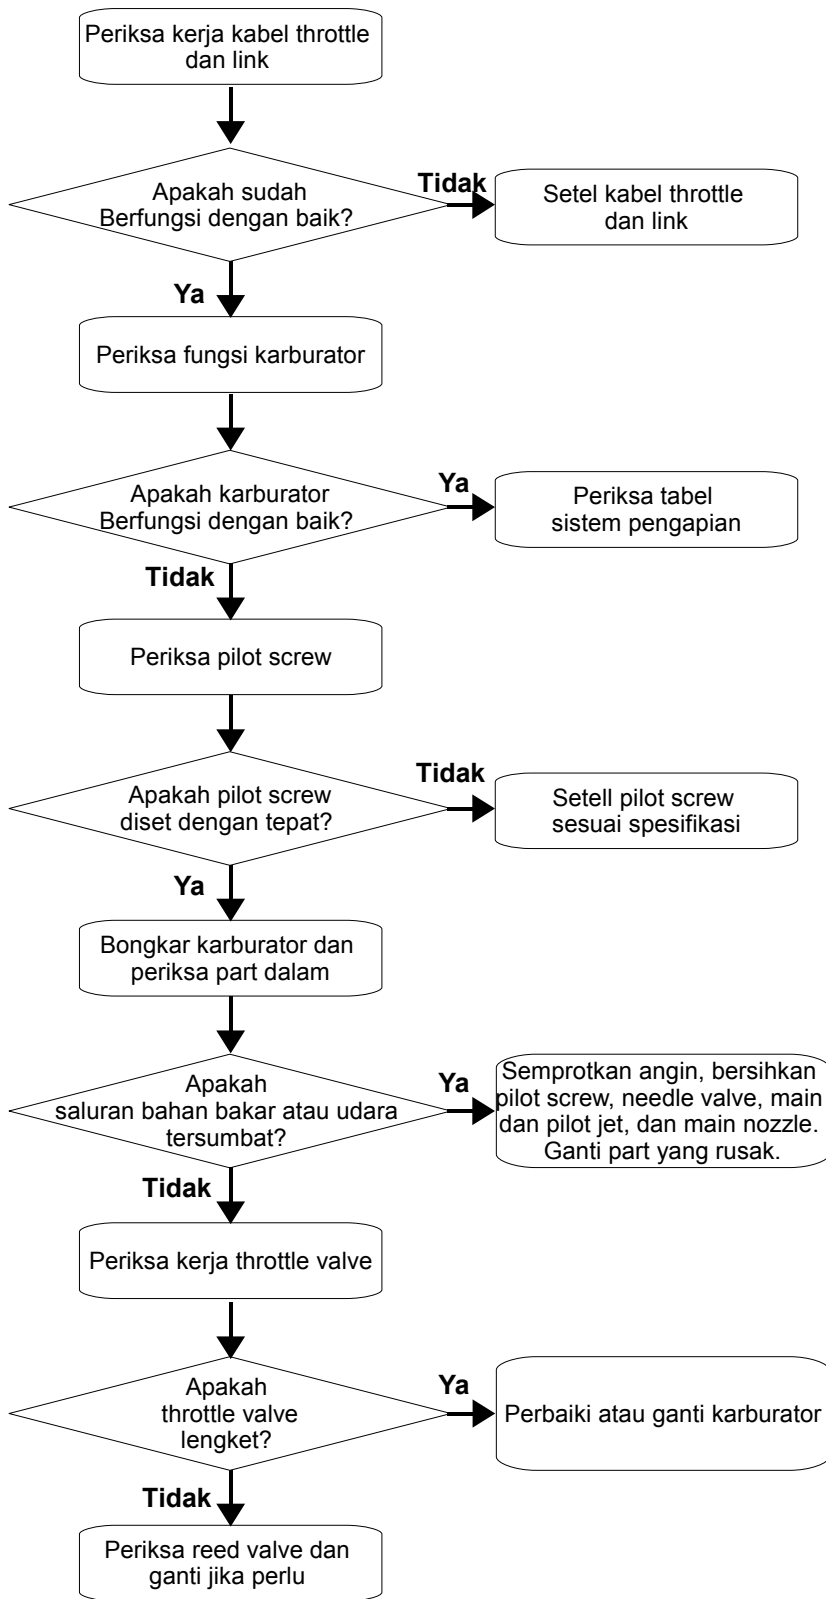 Periksa kerja kabel throttle
dan link
Apakah sudah
Berfungsi dengan baik?
Tidak
Setel kabel throttle
dan link
Ya
Periksa fungsi karburator
Apakah karburator
Berfungsi dengan baik?
Ya
Periksa tabel
sistem pengapian
Tidak
Periksa pilot screw
Apakah pilot screw
diset dengan tepat?
Tidak
Setell pilot screw
sesuai spesifikasi
Ya
Bongkar karburator dan
periksa part dalam
Apakah
saluran bahan bakar atau udara
tersumbat?
Ya
Semprotkan angin, bersihkan
pilot screw, needle valve, main
dan pilot jet, dan main nozzle.
Ganti part yang rusak.
Tidak
Periksa kerja throttle valve
Apakah
throttle valve
lengket?
Ya
Perbaiki atau ganti karburator
Tidak
Periksa reed valve dan
ganti jika perlu